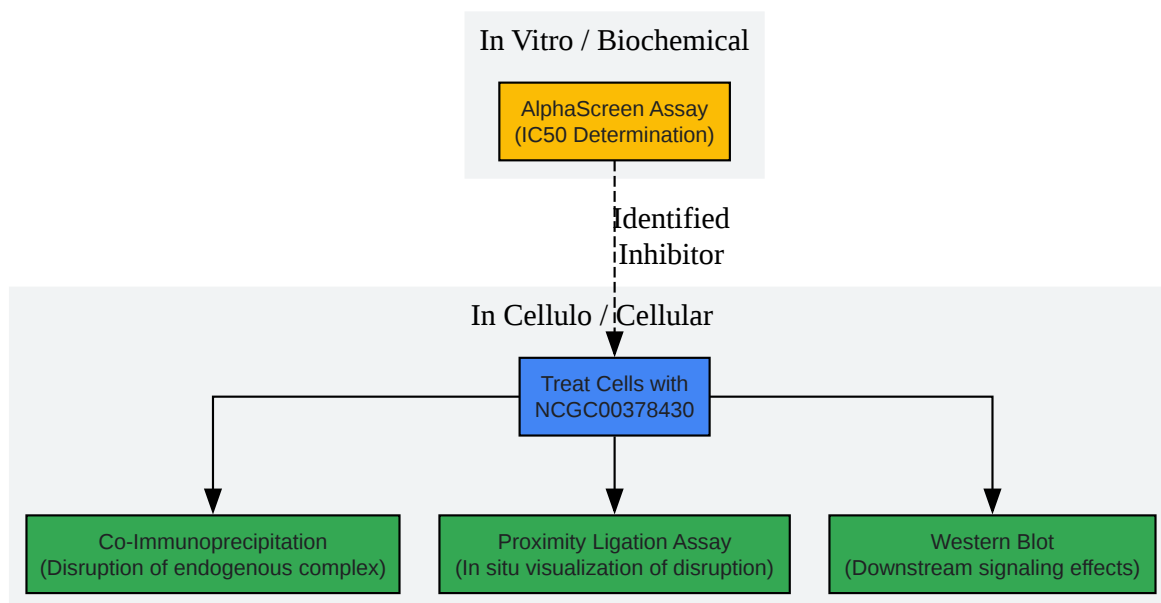 In Vitro / Biochemical
AlphaScreen Assay
(IC50 Determination)
Identified
Inhibitor
In Cellulo / Cellular
Treat Cells with
NCGC00378430
Co-Immunoprecipitation
(Disruption of endogenous complex)
Proximity Ligation Assay
(In situ visualization of disruption)
Western Blot
(Downstream signaling effects)